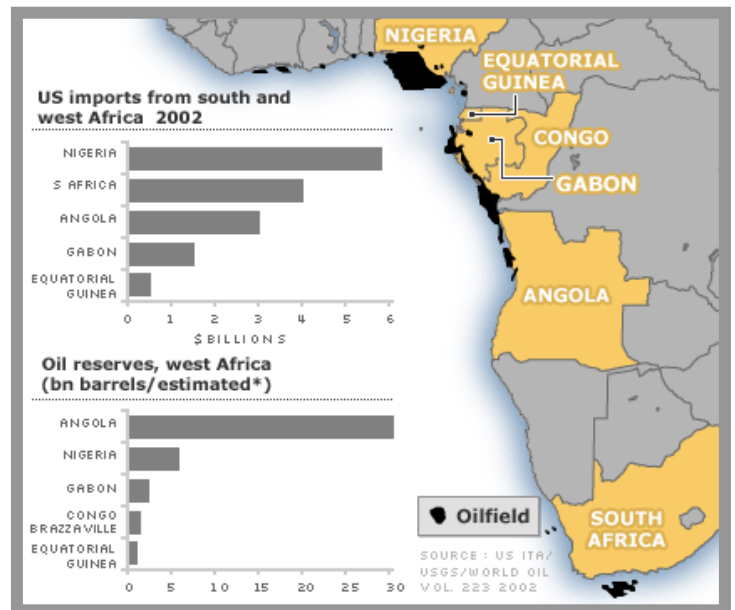 NIGERIA
EQUATORIAL
GUINEA
CONGO
GABON
ANGOLA
SOUTH
AFRICA
US imports from south and
west Africa 2002
NIGERIA
S AFRICA
ANGOLA
GABON
EQUATORIAL
GUINEA
0 1 2 3 4 5 6
$BILLIONS
Oil reserves, west Africa
(bn barrels/estimated*)
ANGOLA
NIGERIA
GABON
CONGO
BRAZZAVILLE
EQUATORIAL
GUINEA
0 5 10 15 20 25 30
Oilfield
SOURCE: US ITA/
USGS/WORLD OIL
VOL. 223 2002